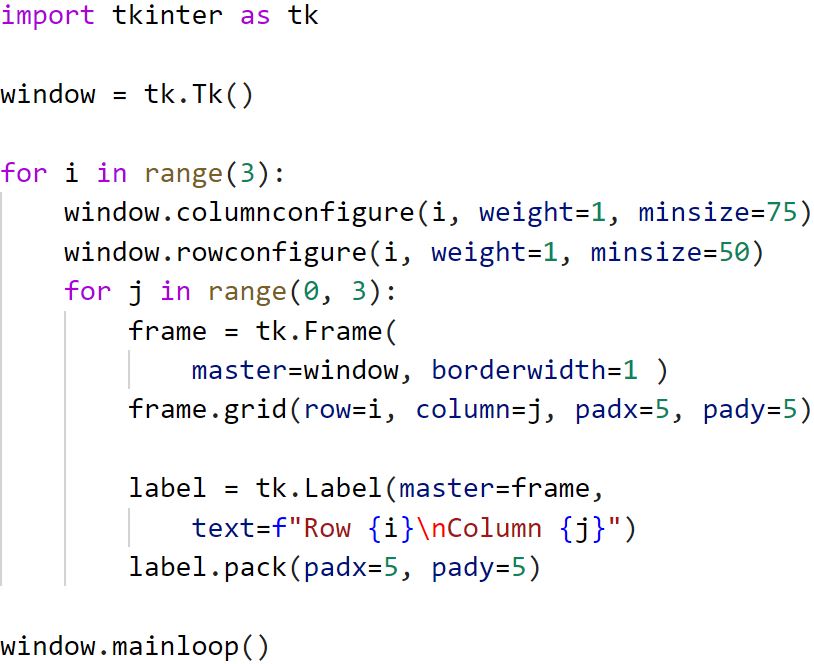 import tkinter as tk

window = tk.Tk()

for i in range(3):
    window.columnconfigure(i, weight=1, minsize=75)
    window.rowconfigure(i, weight=1, minsize=50)
    for j in range(0, 3):
        frame = tk.Frame(
            master=window, borderwidth=1 )
        frame.grid(row=i, column=j, padx=5, pady=5)

        label = tk.Label(master=frame,
            text=f"Row {i}\nColumn {j}")
        label.pack(padx=5, pady=5)

window.mainloop()